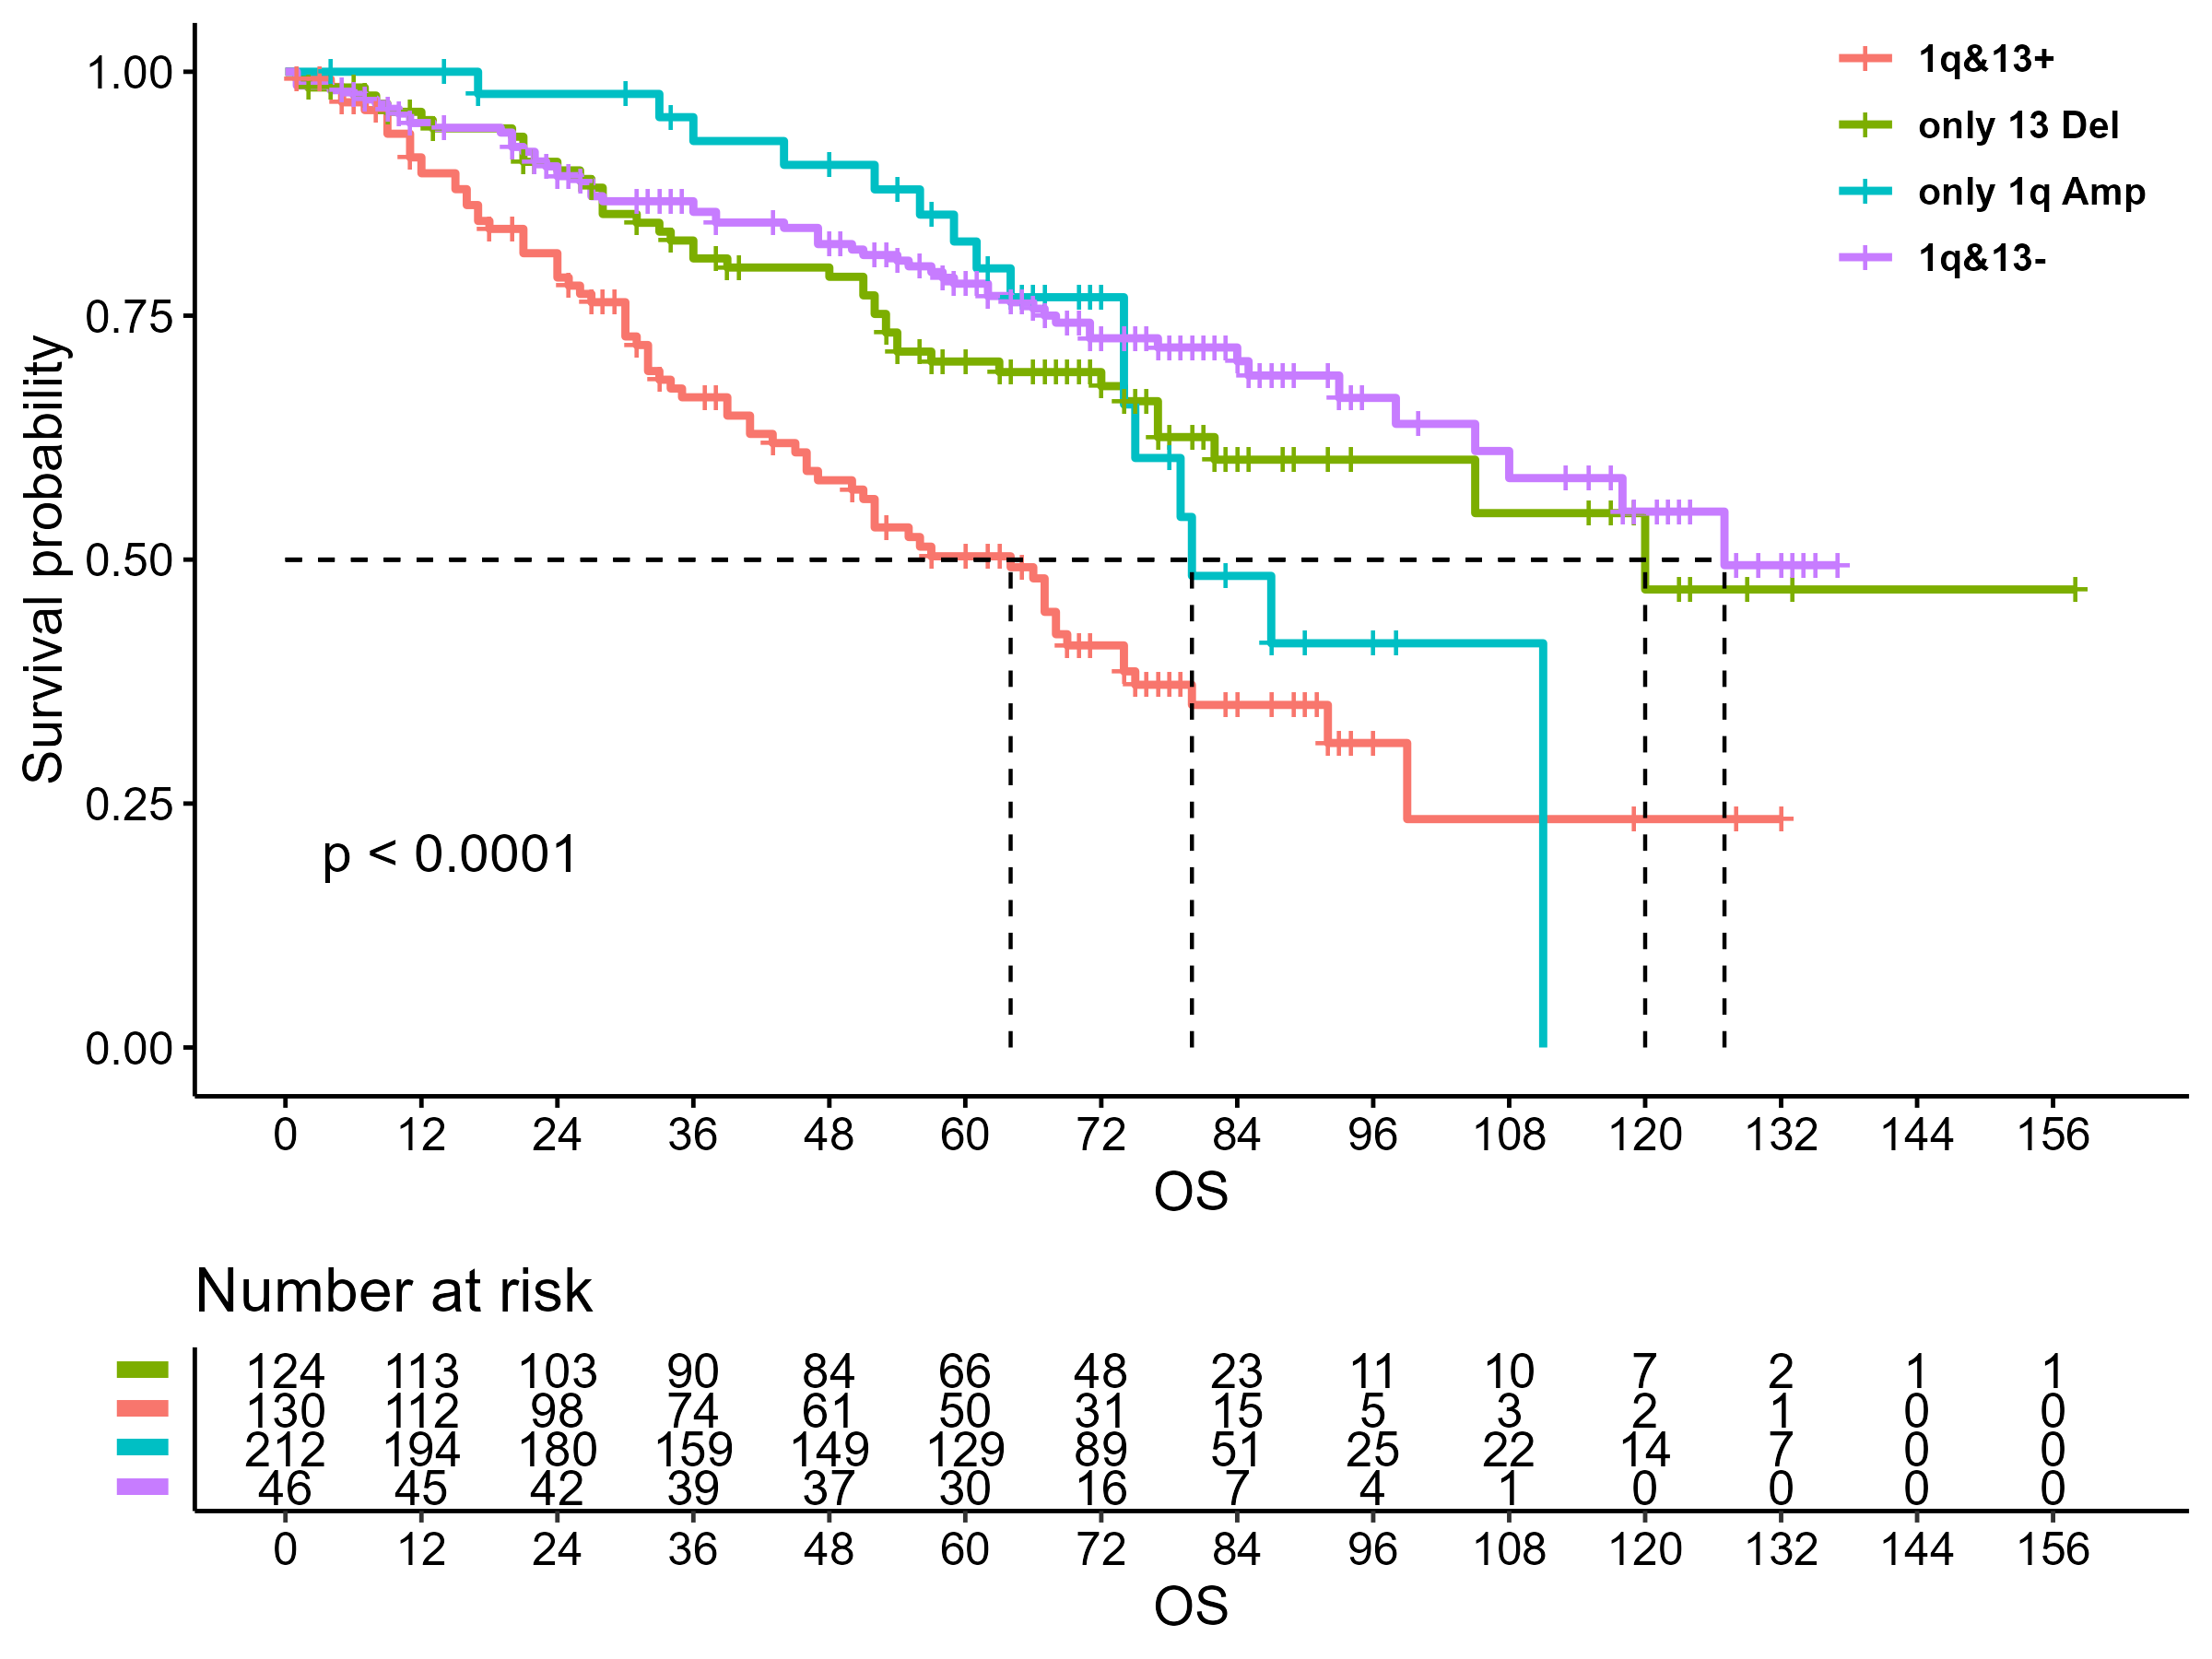 1q&13+
only 13 Del
only 1q Amp
1q&13-
Survival probability
1.00
0.75
0.50
0.25
0.00
p < 0.0001
0 12 24 36 48 60 72 84 96 108 120 132 144 156
OS
Number at risk
124 113 103 90 84 66 48 23 11 10 7 2 1 1
130 112 98 74 61 50 31 15 5 3 2 1 0 0
212 194 180 159 149 129 89 51 25 22 14 7 0 0
46 45 42 39 37 30 16 7 4 1 0 0 0 0
0 12 24 36 48 60 72 84 96 108 120 132 144 156
OS